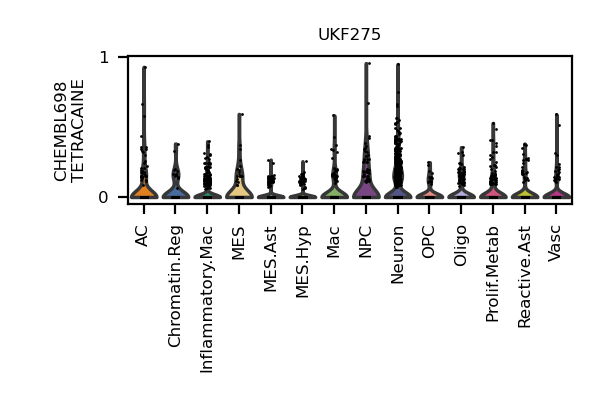 UKF275
CHEMBL698
TETRACAINE
1
0
AC
Chromatin.Reg
Inflammatory.Mac
MES
MES.Ast
MES.Hyp
Mac
NPC
Neuron
OPC
Oligo
Prolif.Metab
Reactive.Ast
Vasc